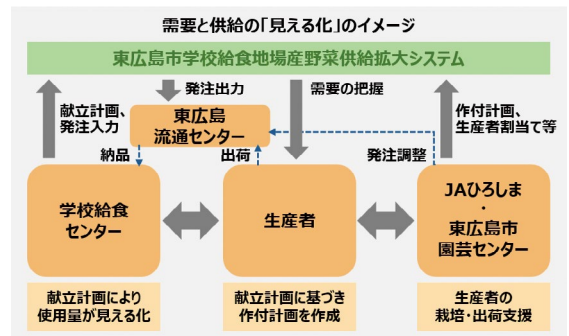 需要と供給の「見える化」のイメージ
東広島市学校給食地場産野菜供給拡大システム
献立計画、
発注入力
発注出力
需要の把握
作付計画、
生産者割当て等
東広島
流通センター
納品
出荷
発注調整
学校給食
センター
生産者
JAひろしま
・
東広島市
園芸センター
献立計画により
使用量が見える化
献立計画に基づき
作付計画を作成
生産者の
栽培・出荷支援